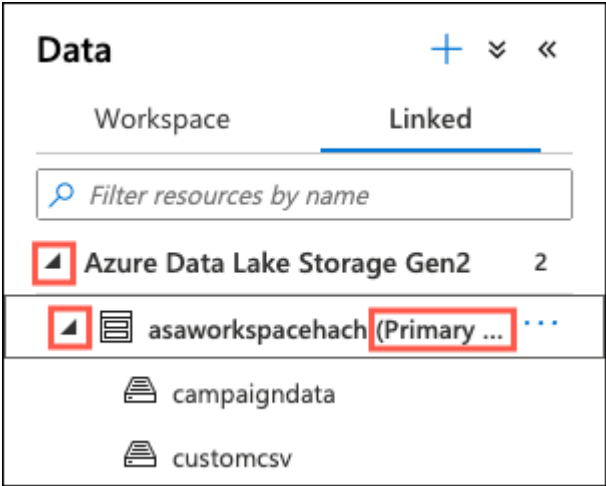 Data
Workspace Linked
Filter resources by name
Azure Data Lake Storage Gen2 2
asaworkspacehach (Primary ...
campaigndata
customcsv